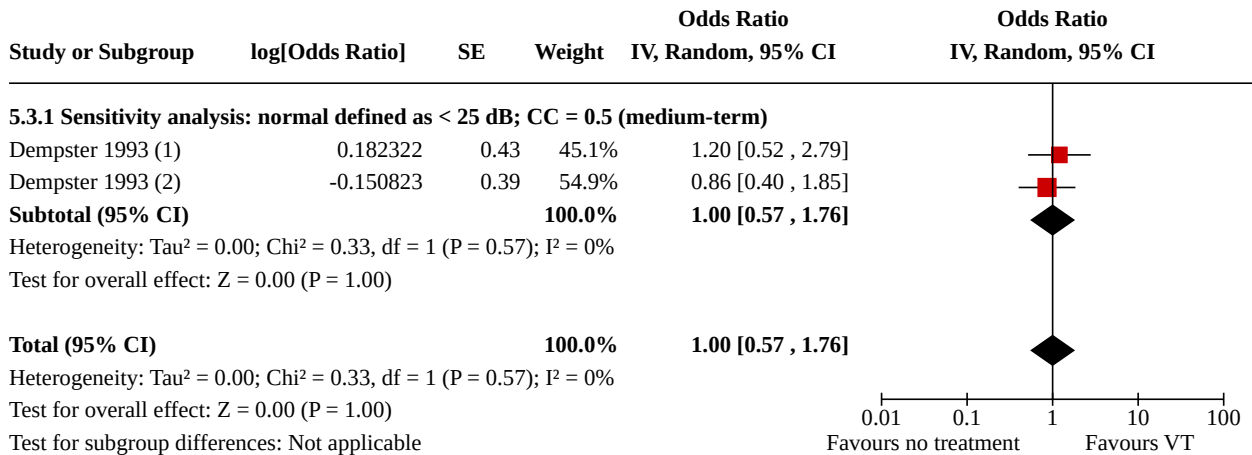 Odds Ratio Odds Ratio
Study or Subgroup log[Odds Ratio] SE Weight IV, Random, 95% CI IV, Random, 95% CI
5.3.1 Sensitivity analysis: normal defined as < 25 dB; CC = 0.5 (medium-term)
Dempster 1993 (1) 0.182322 0.43 45.1% 1.20 [0.52 , 2.79]
Dempster 1993 (2) -0.150823 0.39 54.9% 0.86 [0.40 , 1.85]
Subtotal (95% CI) 100.0% 1.00 [0.57 , 1.76]
Heterogeneity: Tau² = 0.00; Chi² = 0.33, df = 1 (P = 0.57); I² = 0%
Test for overall effect: Z = 0.00 (P = 1.00)
Total (95% CI) 100.0% 1.00 [0.57 , 1.76]
Heterogeneity: Tau² = 0.00; Chi² = 0.33, df = 1 (P = 0.57); I² = 0%
Test for overall effect: Z = 0.00 (P = 1.00) 0.01 0.1 1 10 100
Test for subgroup differences: Not applicable Favours no treatment Favours VT